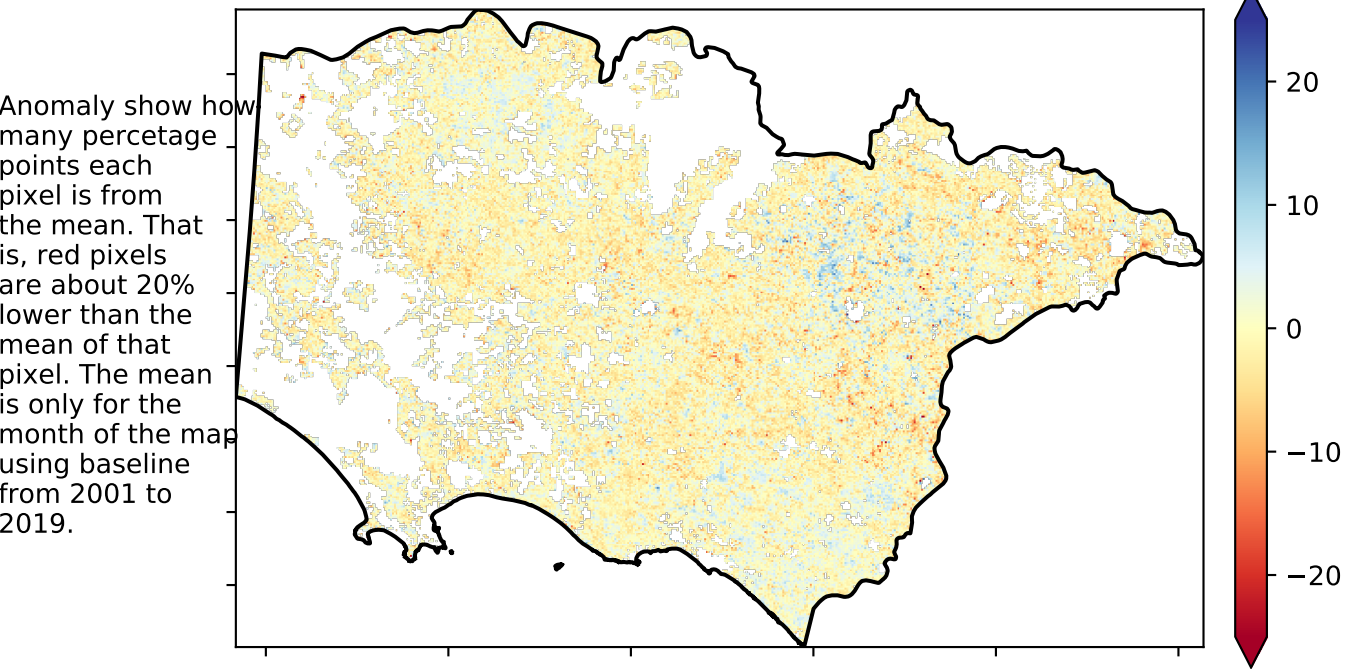 Anomaly show how
many percetage
points each
pixel is from
the mean. That
is, red pixels
are about 20%
lower than the
mean of that
pixel. The mean
is only for the
month of the map
using baseline
from 2001 to
2019.
20
10
0
−10
−20